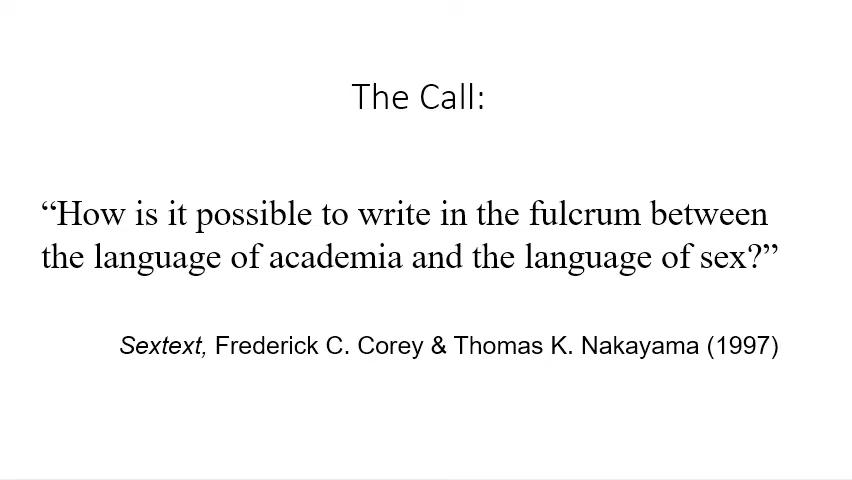 The Call:
“How is it possible to write in the fulcrum between
the language of academia and the language of sex?”
Sextext, Frederick C. Corey & Thomas K. Nakayama (1997)